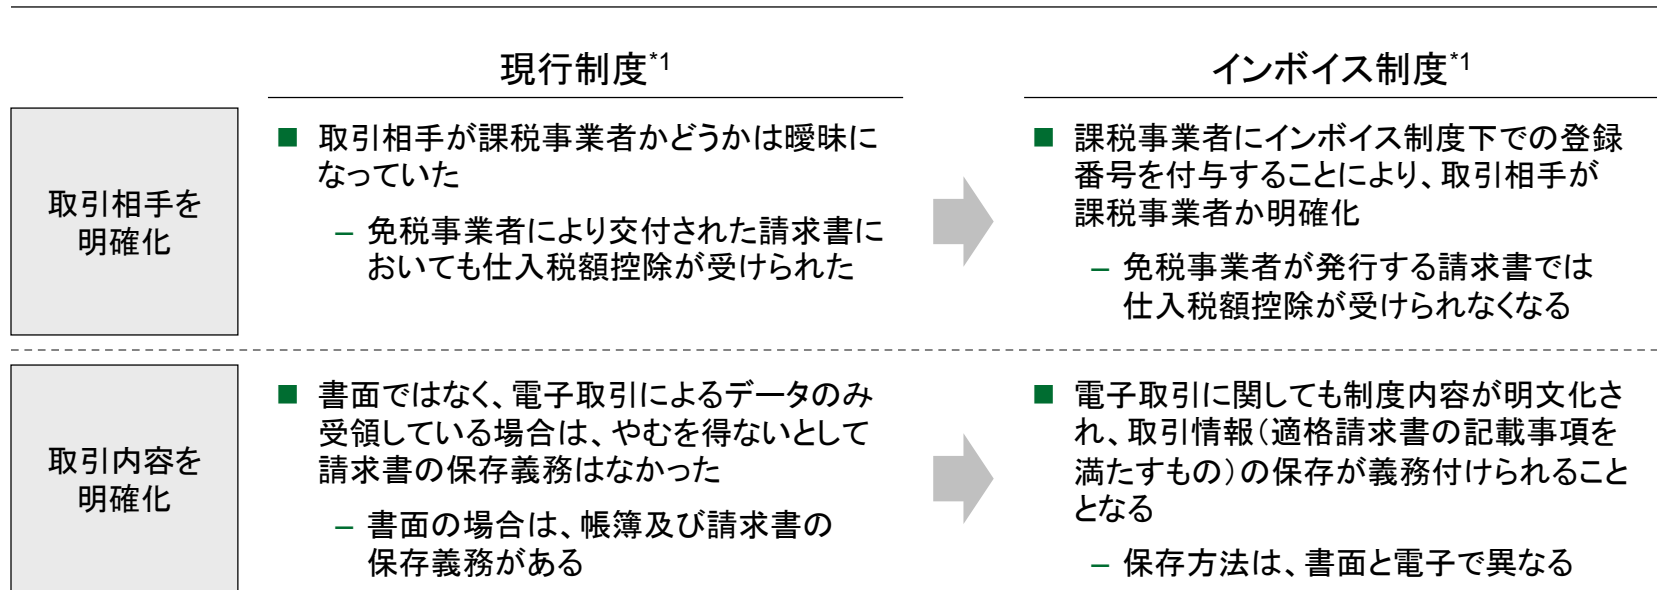 現行制度*1
インボイス制度*1
取引相手を
明確化
■ 取引相手が課税事業者かどうかは曖昧に
なっていた
– 免税事業者により交付された請求書に
おいても仕入税額控除が受けられた
■ 課税事業者にインボイス制度下での登録
番号を付与することにより、取引相手が
課税事業者か明確化
– 免税事業者が発行する請求書では
仕入税額控除が受けられなくなる
取引内容を
明確化
■ 書面ではなく、電子取引によるデータのみ
受領している場合は、やむを得ないとして
請求書の保存義務はなかった
– 書面の場合は、帳簿及び請求書の
保存義務がある
■ 電子取引に関しても制度内容が明文化さ
れ、取引情報（適格請求書の記載事項を
満たすもの）の保存が義務付けられること
となる
– 保存方法は、書面と電子で異なる